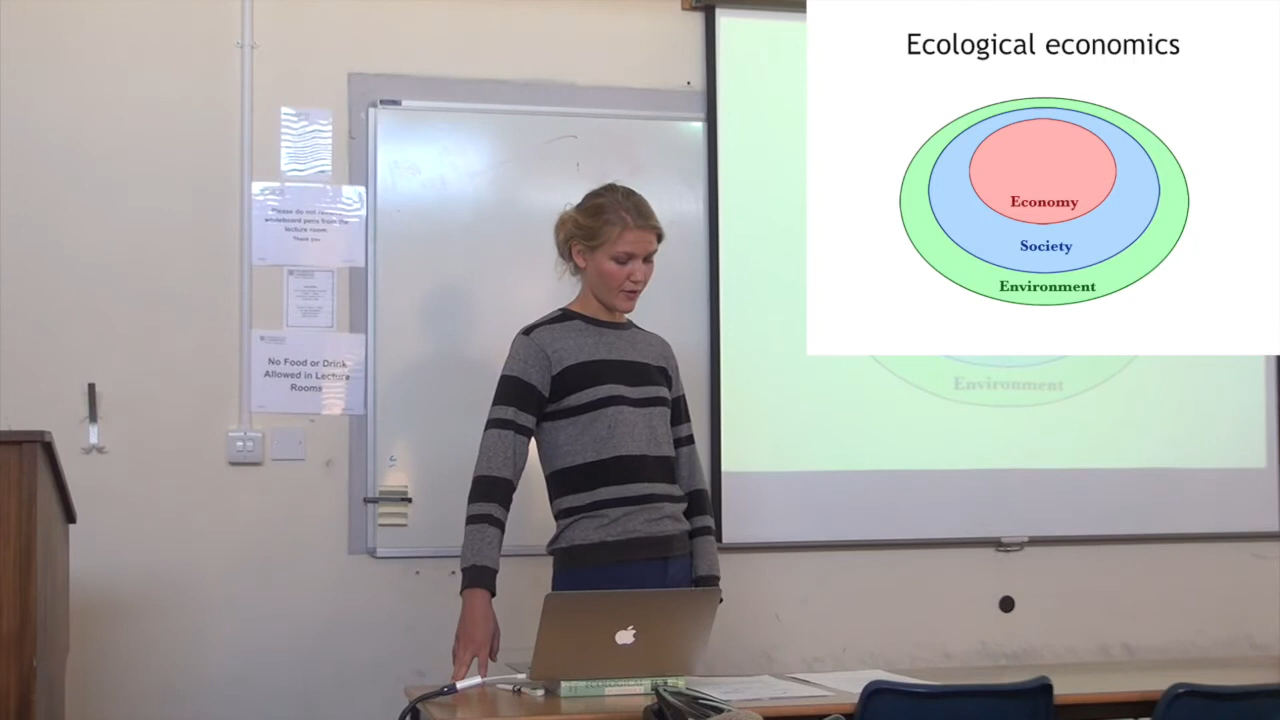 Ecological economics
Economy
Society
Environment
Environment
Please do not remove
whiteboard pens from the
lecture room.
Thank you
No Food or Drink
Allowed in Lecture
Rooms
ECOLOGICAL